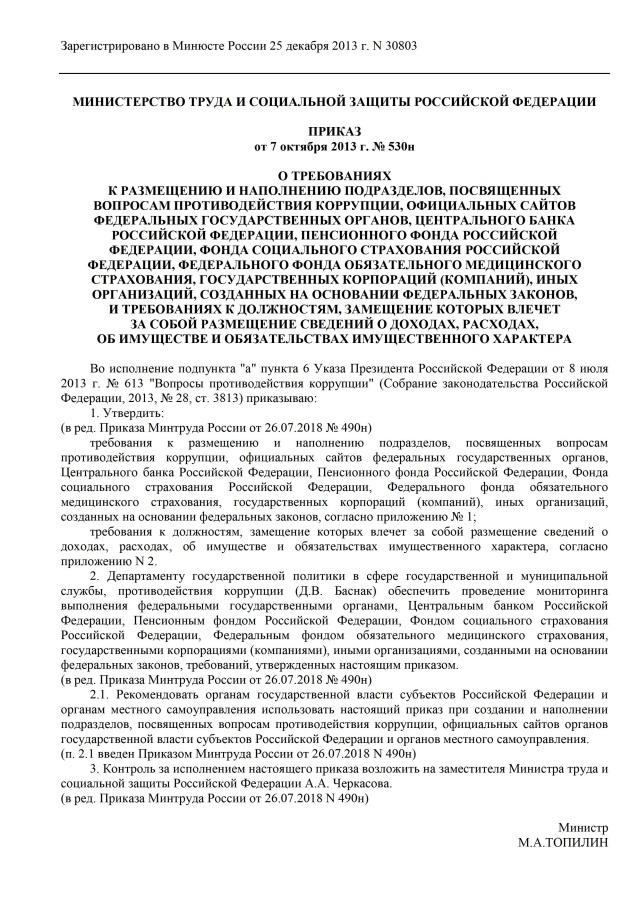 Зарегистрировано в Минюсте России 25 декабря 2013 г. N 30803
МИНИСТЕРСТВО ТРУДА И СОЦИАЛЬНОЙ ЗАЩИТЫ РОССИЙСКОЙ ФЕДЕРАЦИИ
ПРИКАЗ
от 7 октября 2013 г. № 530н
О ТРЕБОВАНИЯХ
К РАЗМЕЩЕНИЮ И НАПОЛНЕНИЮ ПОДРАЗДЕЛОВ, ПОСВЯЩЕННЫХ
ВОПРОСАМ ПРОТИВОДЕЙСТВИЯ КОРРУПЦИИ, ОФИЦИАЛЬНЫХ САЙТОВ
ФЕДЕРАЛЬНЫХ ГОСУДАРСТВЕННЫХ ОРГАНОВ, ЦЕНТРАЛЬНОГО БАНКА
РОССИЙСКОЙ ФЕДЕРАЦИИ, ПЕНСИОННОГО ФОНДА РОССИЙСКОЙ
ФЕДЕРАЦИИ, ФОНДА СОЦИАЛЬНОГО СТРАХОВАНИЯ РОССИЙСКОЙ
ФЕДЕРАЦИИ, ФЕДЕРАЛЬНОГО ФОНДА ОБЯЗАТЕЛЬНОГО МЕДИЦИНСКОГО
СТРАХОВАНИЯ, ГОСУДАРСТВЕННЫХ КОРПОРАЦИЙ (КОМПАНИЙ), ИНЫХ
ОРГАНИЗАЦИЙ, СОЗДАННЫХ НА ОСНОВАНИИ ФЕДЕРАЛЬНЫХ ЗАКОНОВ,
И ТРЕБОВАНИЯХ К ДОЛЖНОСТЯМ, ЗАМЕЩЕНИЕ КОТОРЫХ ВЛЕЧЕТ
ЗА СОБОЙ РАЗМЕЩЕНИЕ СВЕДЕНИЙ О ДОХОДАХ, РАСХОДАХ,
ОБ ИМУЩЕСТВЕ И ОБЯЗАТЕЛЬСТВАХ ИМУЩЕСТВЕННОГО ХАРАКТЕРА
Во исполнение подпункта "а" пункта 6 Указа Президента Российской Федерации от 8 июля
2013 г. № 613 "Вопросы противодействия коррупции" (Собрание законодательства Российской
Федерации, 2013, № 28, ст. 3813) приказываю:
1. Утвердить:
(в ред. Приказа Минтруда России от 26.07.2018 № 490н)
требования к размещению и наполнению подразделов, посвященных вопросам
противодействия коррупции, официальных сайтов федеральных государственных органов,
Центрального банка Российской Федерации, Пенсионного фонда Российской Федерации, Фонда
социального страхования Российской Федерации, Федерального фонда обязательного
медицинского страхования, государственных корпораций (компаний), иных организаций,
созданных на основании федеральных законов, согласно приложению № 1;
требования к должностям, замещение которых влечет за собой размещение сведений о
доходах, расходах, об имуществе и обязательствах имущественного характера, согласно
приложению N 2.
2. Департаменту государственной политики в сфере государственной и муниципальной
службы, противодействия коррупции (Д.В. Баснак) обеспечить проведение мониторинга
выполнения федеральными государственными органами, Центральным банком Российской
Федерации, Пенсионным фондом Российской Федерации, Фондом социального страхования
Российской Федерации, Федеральным фондом обязательного медицинского страхования,
государственными корпорациями (компаниями), иными организациями, созданными на основании
федеральных законов, требований, утвержденных настоящим приказом.
(в ред. Приказа Минтруда России от 26.07.2018 № 490н)
2.1. Рекомендовать органам государственной власти субъектов Российской Федерации и
органам местного самоуправления использовать настоящий приказ при создании и наполнении
подразделов, посвященных вопросам противодействия коррупции, официальных сайтов органов
государственной власти субъектов Российской Федерации и органов местного самоуправления.
(п. 2.1 введен Приказом Минтруда России от 26.07.2018 N 490н)
3. Контроль за исполнением настоящего приказа возложить на заместителя Министра труда и
социальной защиты Российской Федерации А.А. Черкасова.
(в ред. Приказа Минтруда России от 26.07.2018 N 490н)
Министр
М.А.ТОПИЛИН